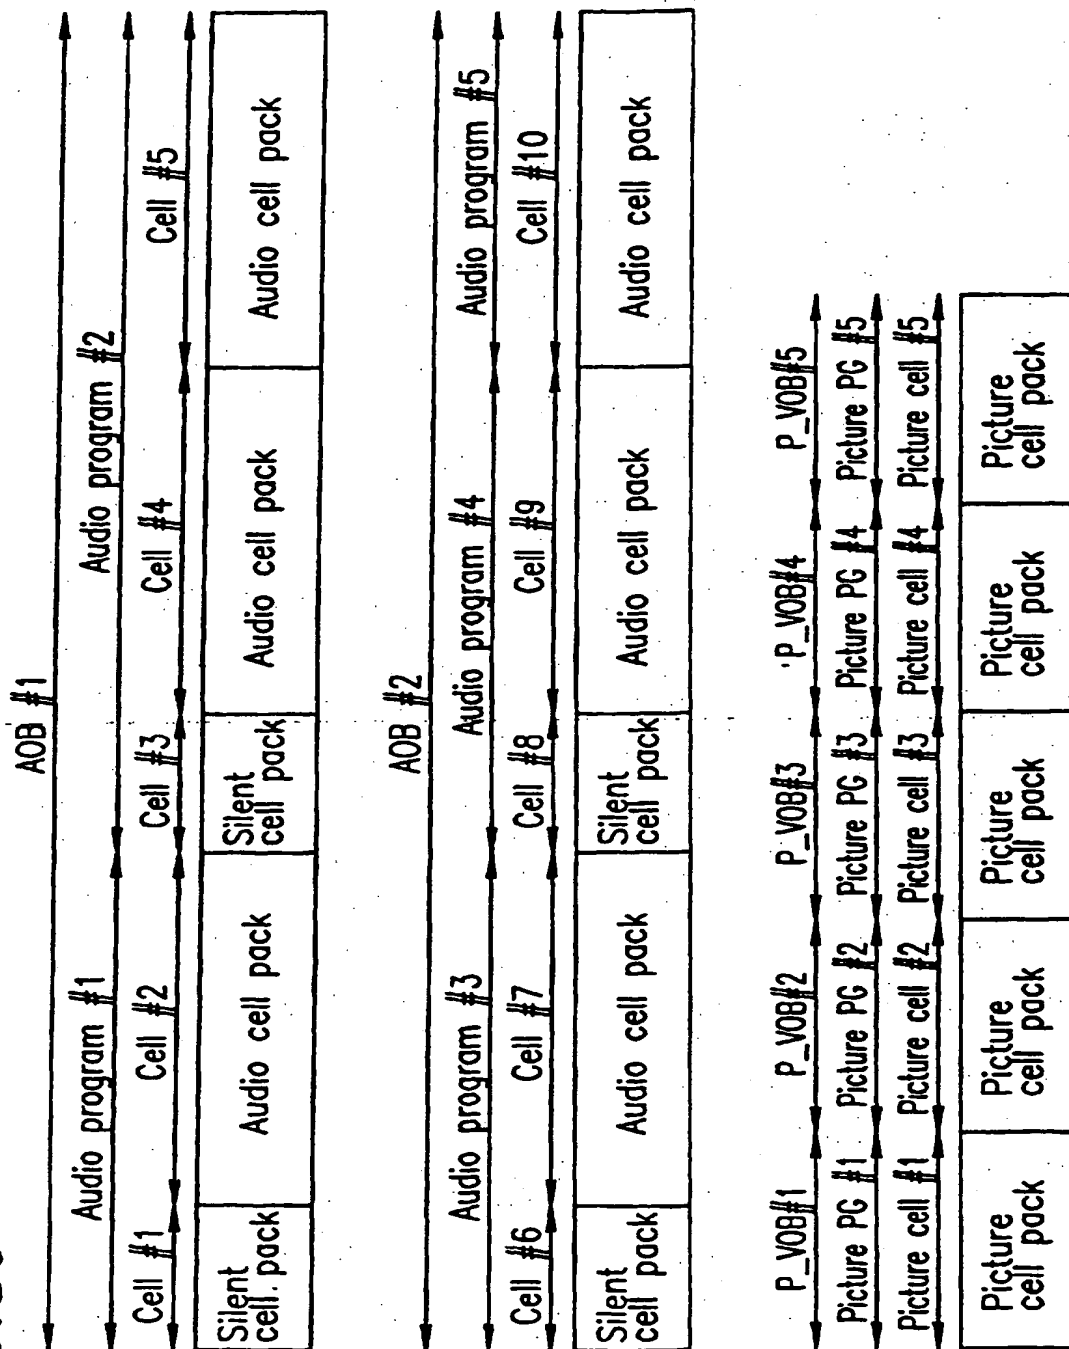 AOB #1
Audio program #1
Audio program #2
Cell #1
Cell #2
Cell #3
Cell #4
Cell #5
Silent
cell. pack
Audio cell pack
Silent
cell pack
Audio cell pack
Audio cell pack
AOB #2
Audio program #3
Audio program #4
Audio program #5
Cell #6
Cell #7
Cell #8
Cell #9
Cell #10
Silent
cell pack
Audio cell pack
Silent
cell pack
Audio cell pack
Audio cell pack
P_VOB#1
P_VOB#2
P_VOB#3
P_VOB#4
P_VOB#5
Picture PG #1
Picture PG #2
Picture PG #3
Picture PG #4
Picture PG #5
Picture cell #1
Picture cell #2
Picture cell #3
Picture cell #4
Picture cell #5
Picture
cell pack
Picture
cell pack
Picture
cell pack
Picture
cell pack
Picture
cell pack